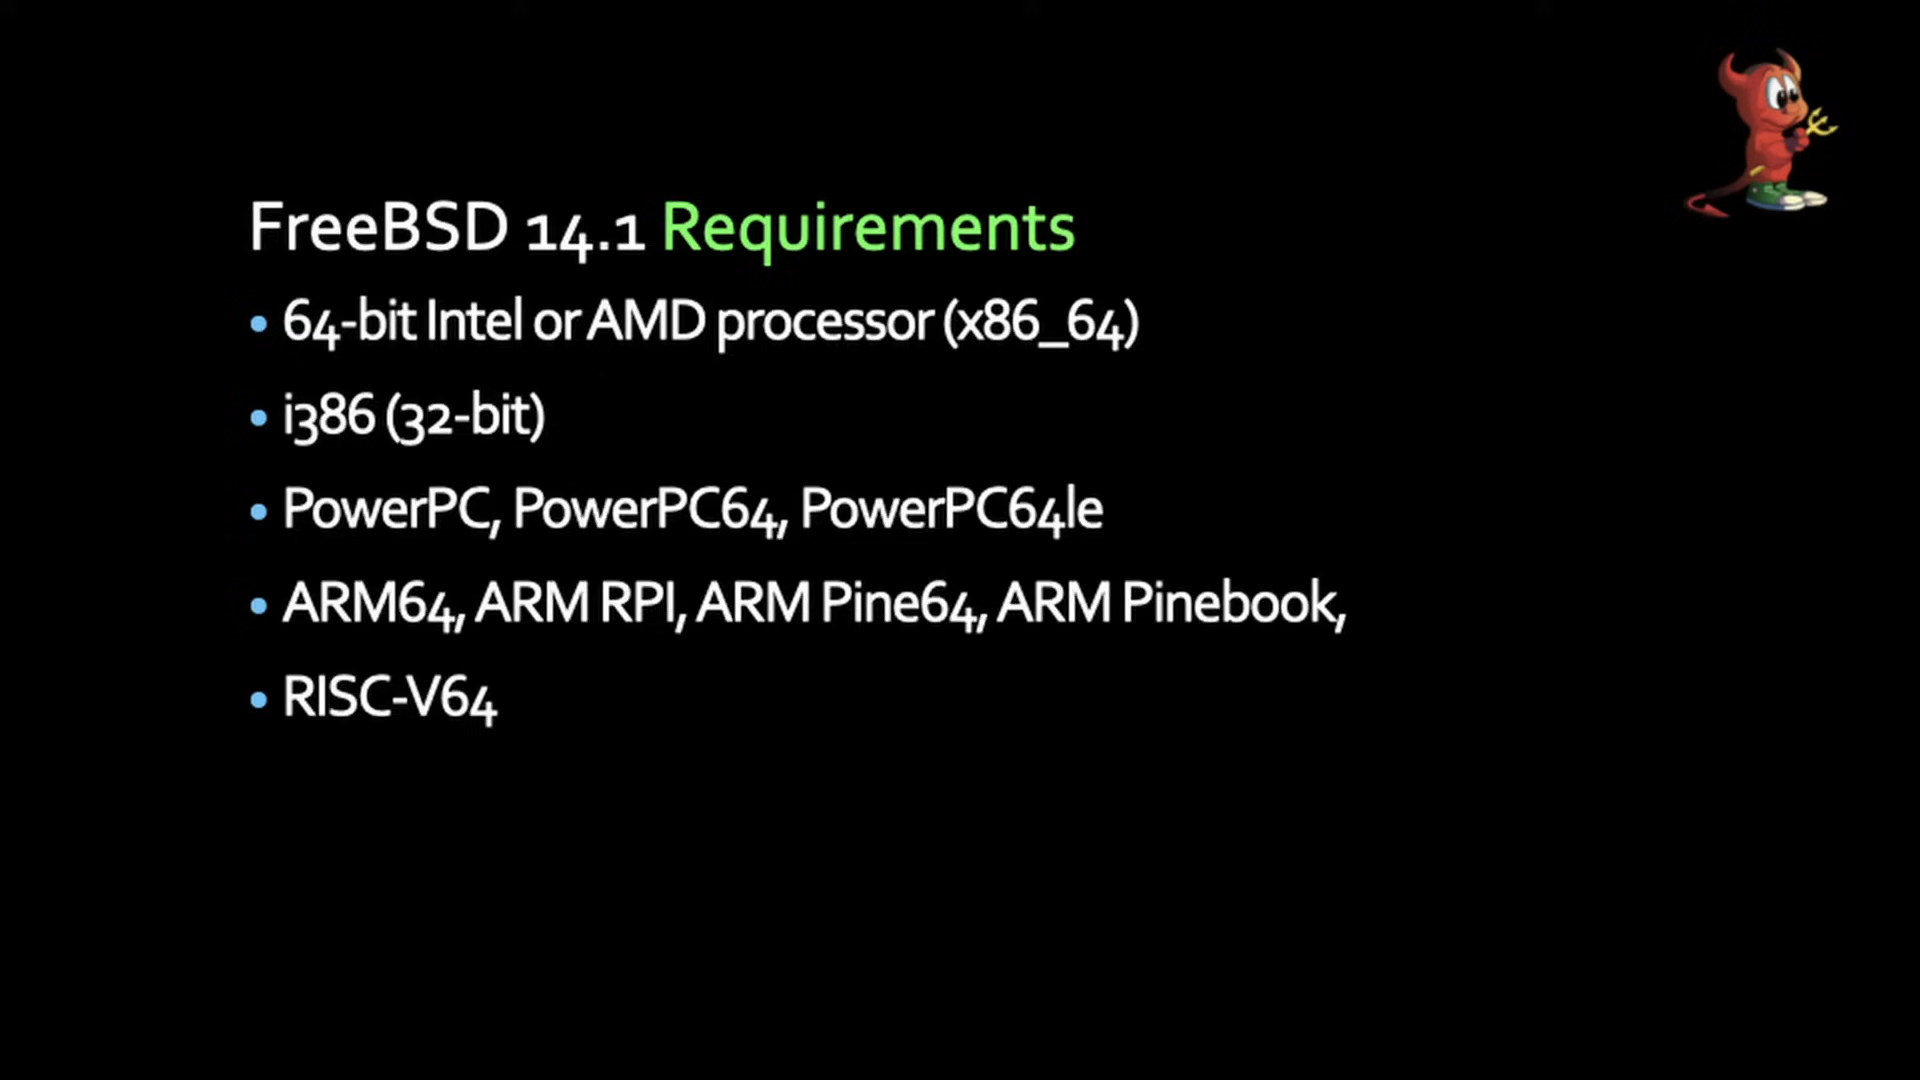 FreeBSD 14.1 Requirements
• 64-bit Intel or AMD processor (x86_64)
• i386 (32-bit)
• PowerPC, PowerPC64, PowerPC64le
• ARM64, ARM RPI, ARM Pine64, ARM Pinebook,
• RISC-V64